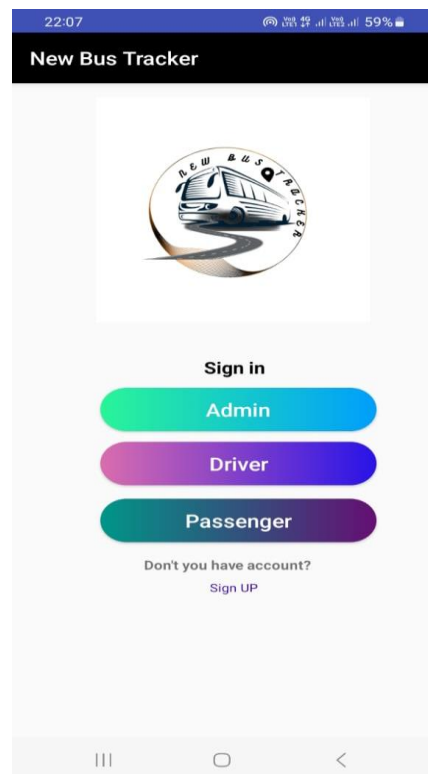 22:07 59%
New Bus Tracker
NEW BUS TRACKER
Sign in
Admin
Driver
Passenger
Don't you have account?
Sign UP